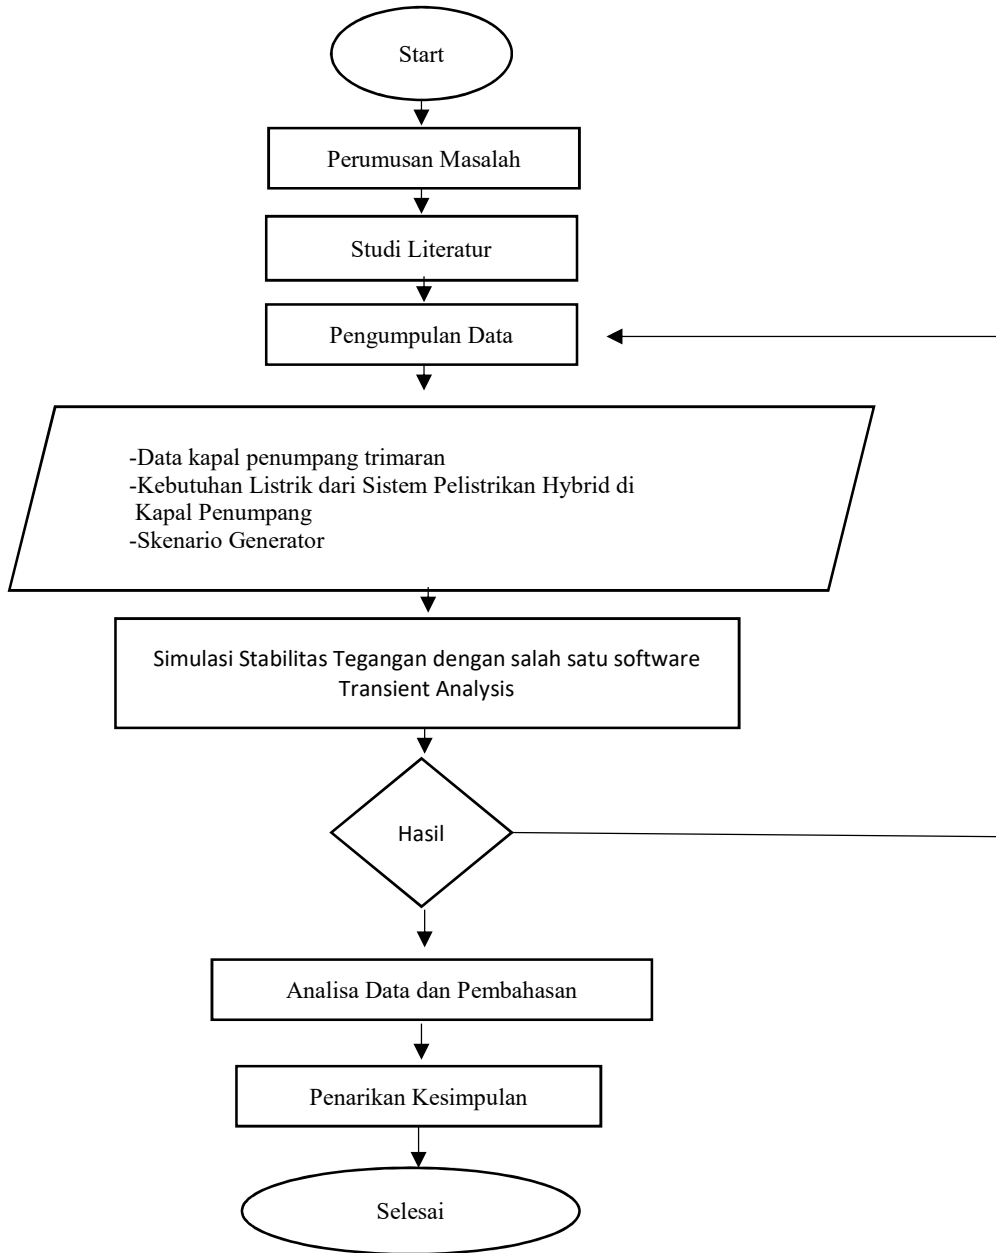 Start
Perumusan Masalah
Studi Literatur
Pengumpulan Data
-Data kapal penumpang trimaran
-Kebutuhan Listrik dari Sistem Pelistrikan Hybrid di
Kapal Penumpang
-Skenario Generator
Simulasi Stabilitas Tegangan dengan salah satu software
Transient Analysis
Hasil
Analisa Data dan Pembahasan
Penarikan Kesimpulan
Selesai